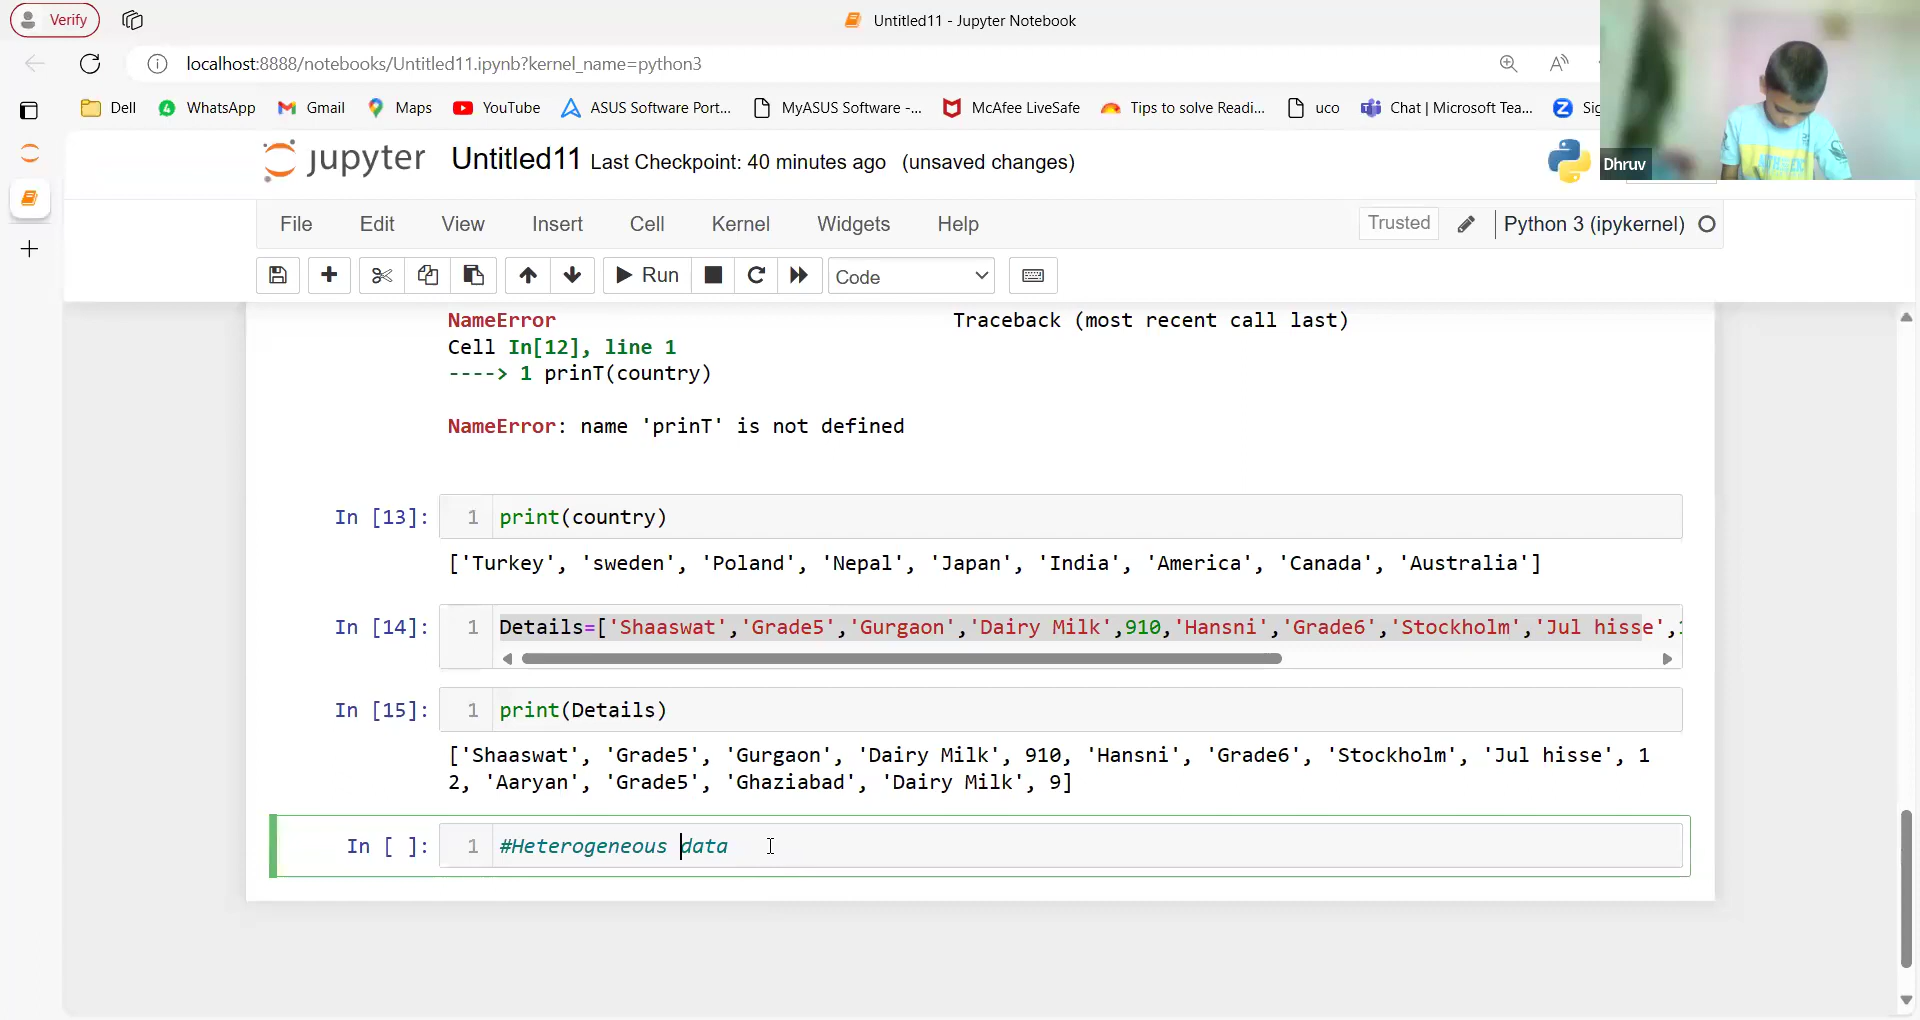 Verify
Untitled11 - Jupyter Notebook
localhost:8888/notebooks/Untitled11.ipynb?kernel_name=python3
Dell WhatsApp Gmail Maps YouTube ASUS Software Port... MyASUS Software -... McAfee LiveSafe Tips to solve Readi... uco Chat | Microsoft Tea... Sig
Dhruv
jupyter Untitled11 Last Checkpoint: 40 minutes ago (unsaved changes)
File Edit View Insert Cell Kernel Widgets Help Trusted Python 3 (ipykernel)
Run Code
NameError Traceback (most recent call last)
Cell In[12], line 1
----> 1 prinT(country)
NameError: name 'prinT' is not defined
In [13]: 1 print(country)
['Turkey', 'sweden', 'Poland', 'Nepal', 'Japan', 'India', 'America', 'Canada', 'Australia']
In [14]: 1 Details=['Shaaswat','Grade5','Gurgaon','Dairy Milk',910,'Hansni','Grade6','Stockholm','Jul hisse',1
In [15]: 1 print(Details)
['Shaaswat', 'Grade5', 'Gurgaon', 'Dairy Milk', 910, 'Hansni', 'Grade6', 'Stockholm', 'Jul hisse', 1
2, 'Aaryan', 'Grade5', 'Ghaziabad', 'Dairy Milk', 9]
In [ ]: 1 #Heterogeneous data